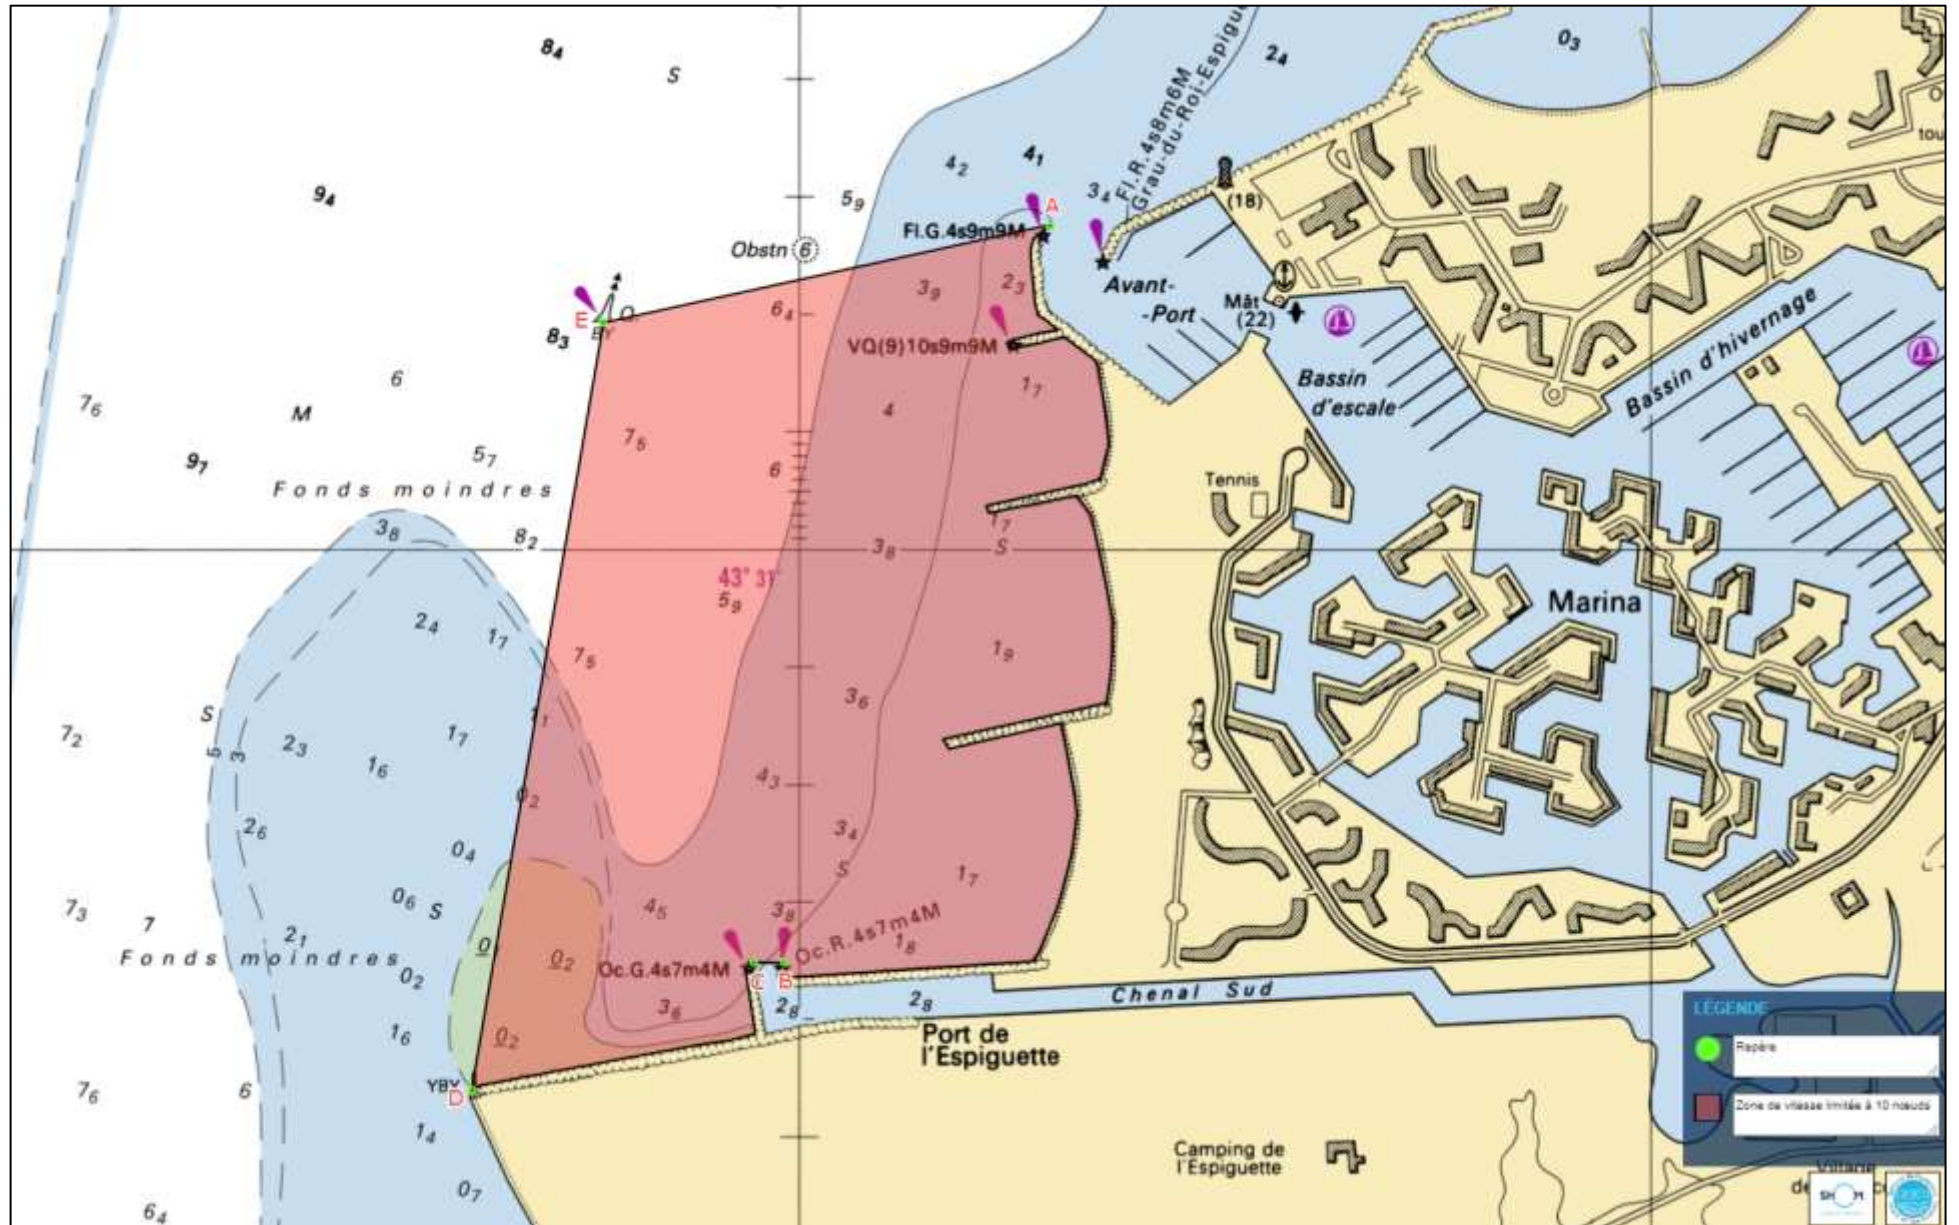 8₄
S
2₄
0₃
Fl.R.4s8m6M
4₂
4₁
3₄
9₄
5₉
A
(18)
Fl.G.4s9m9M
Obstn 6
Avant-
-Port
3₉
2₃
Mât
(22)
6₄
E
Q.
BY
8₃
VQ(9)10s9m9M
Bassin d'hivernage
Bassin
d'escale
6
7₆
M
4
1₇
7₅
5₇
9₇
6
Fonds moindres
Tennis
3₈
8₂
1₇
S
3₈
43° 31'
5₉
Marina
2₄
1₇
7₅
1₉
3₆
S
7₂
5
3
2₃
1₇
1₆
4₃
0₂
2₆
3₄
S
0₄
1₇
0₆
S
4₅
3₈
7₃
7
2₁
0
0₂
Oc.R.4s7m4M
1₈
Fonds moindres
0₂
Oc.G.4s7m4M
C
B
Chenal Sud
3₆
2₈
2₈
1₆
0₂
Port de
l'Espiguette
LÉGENDE
Repère
Zone de vitesse limitée à 10 nœuds
7₆
6
YBY
D
1₄
Camping de
l'Espiguette
0₇
6₄
Village
SHOM